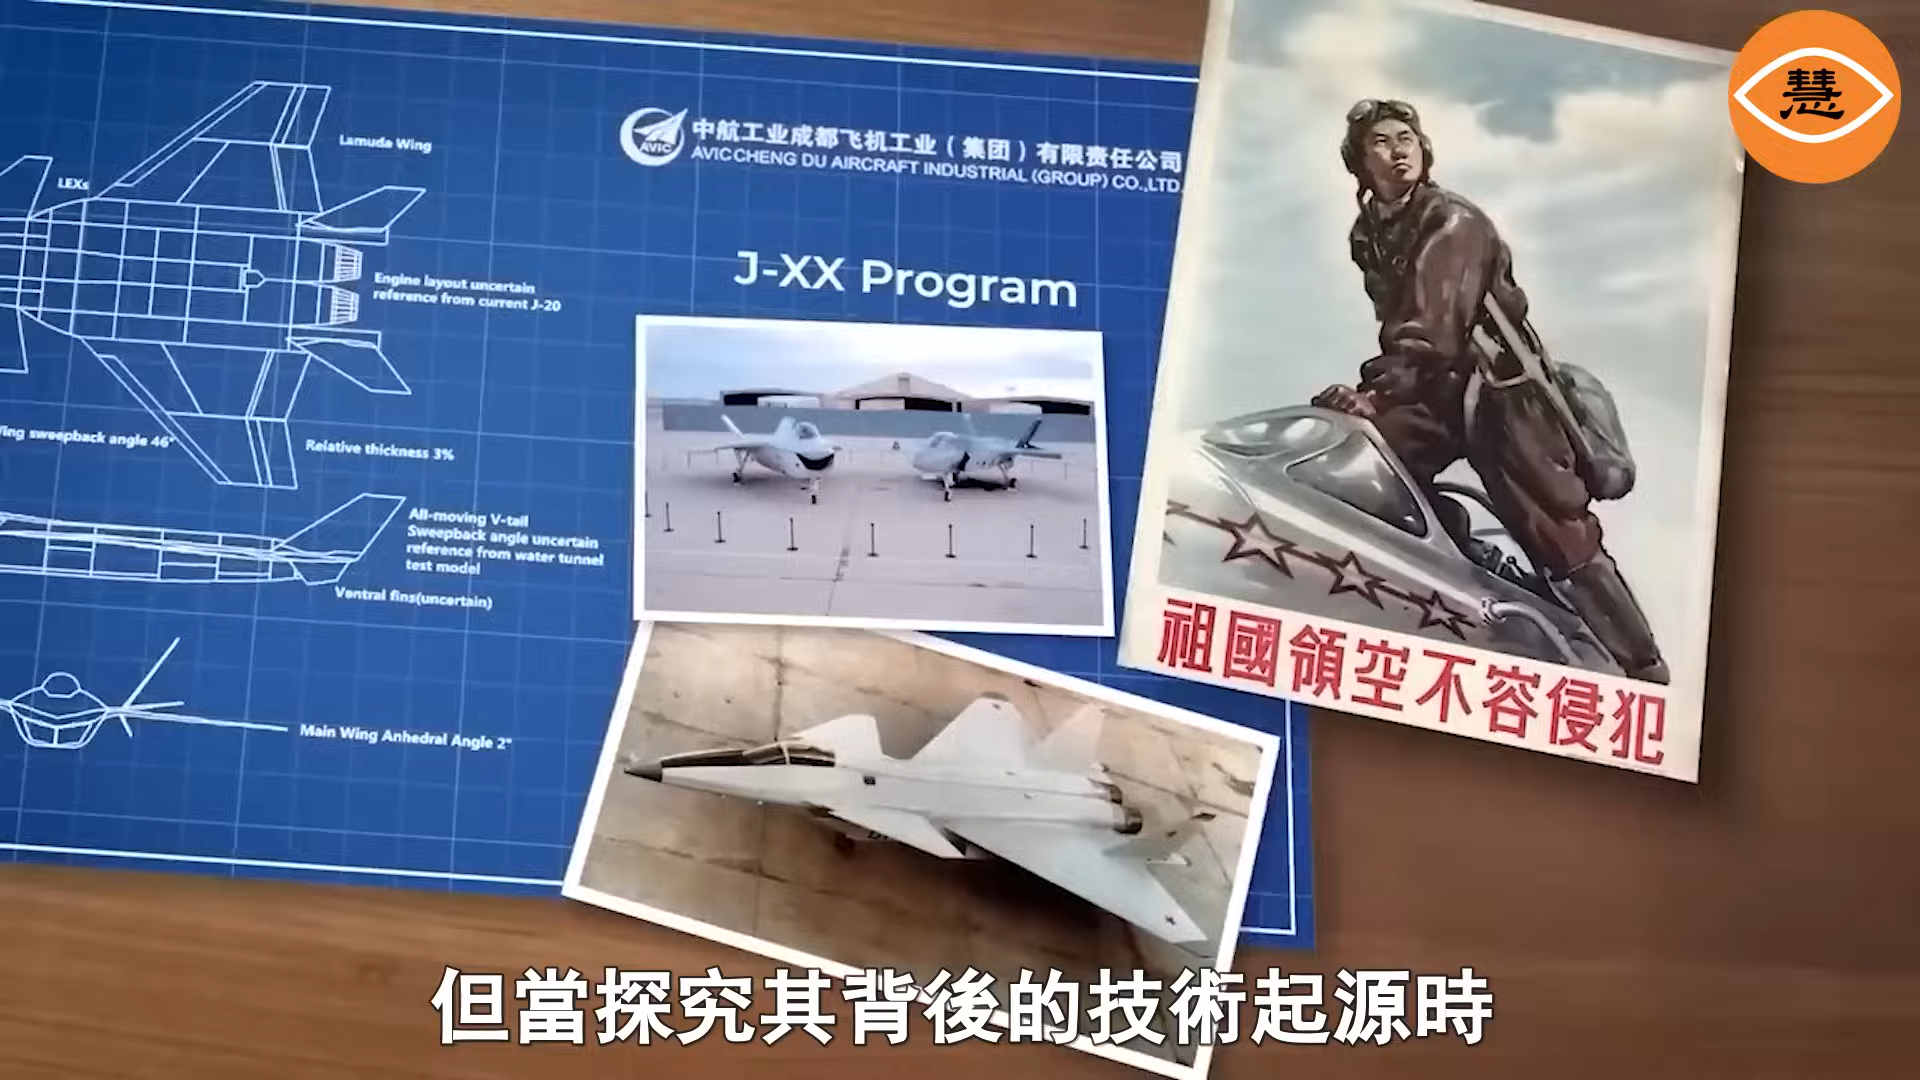 慧
中航工业成都飞机工业（集团）有限责任公司
AVIC CHENG DU AIRCRAFT INDUSTRIAL (GROUP) CO.,LTD.
AVIC
J-XX Program
Lamuda Wing
LEXs
Engine layout uncertain
reference from current J-20
Wing sweepback angle 46°
Relative thickness 3%
All-moving V-tail
Sweepback angle uncertain
reference from water tunnel
test model
Ventral fins(uncertain)
Main Wing Anhedral Angle 2°
祖國領空不容侵犯
但當探究其背後的技術起源時